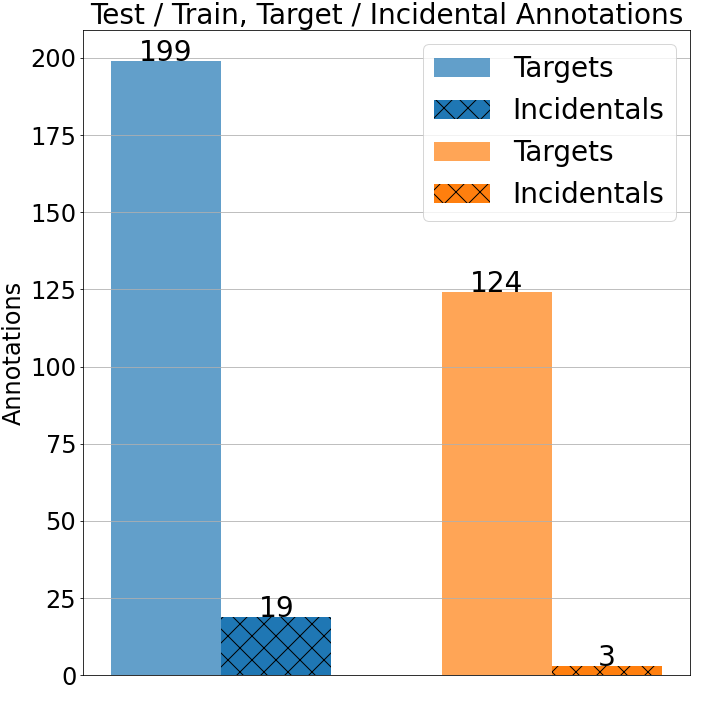 Test / Train, Target / Incidental Annotations
199
200
Targets
Incidentals
175
Targets
150
Incidentals
125
124
Annotations
100
75
50
25
19
3
0